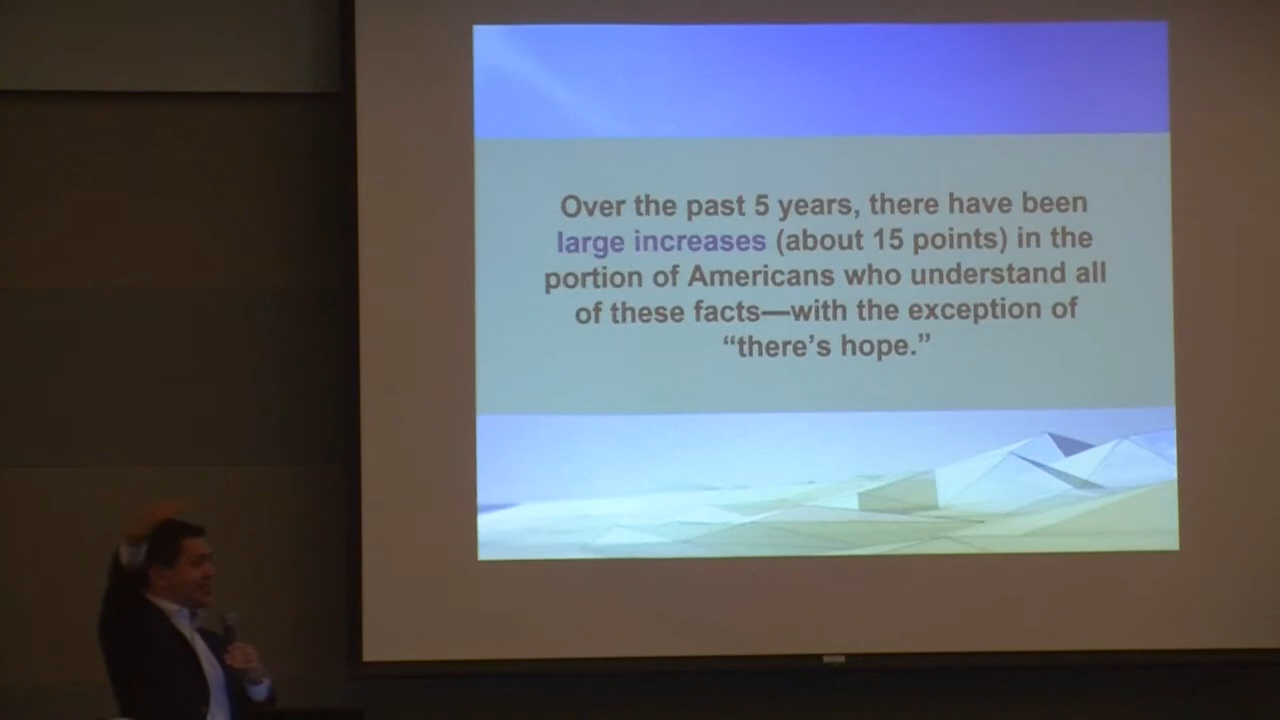 Over the past 5 years, there have been
large increases (about 15 points) in the
portion of Americans who understand all
of these facts—with the exception of
“there’s hope.”